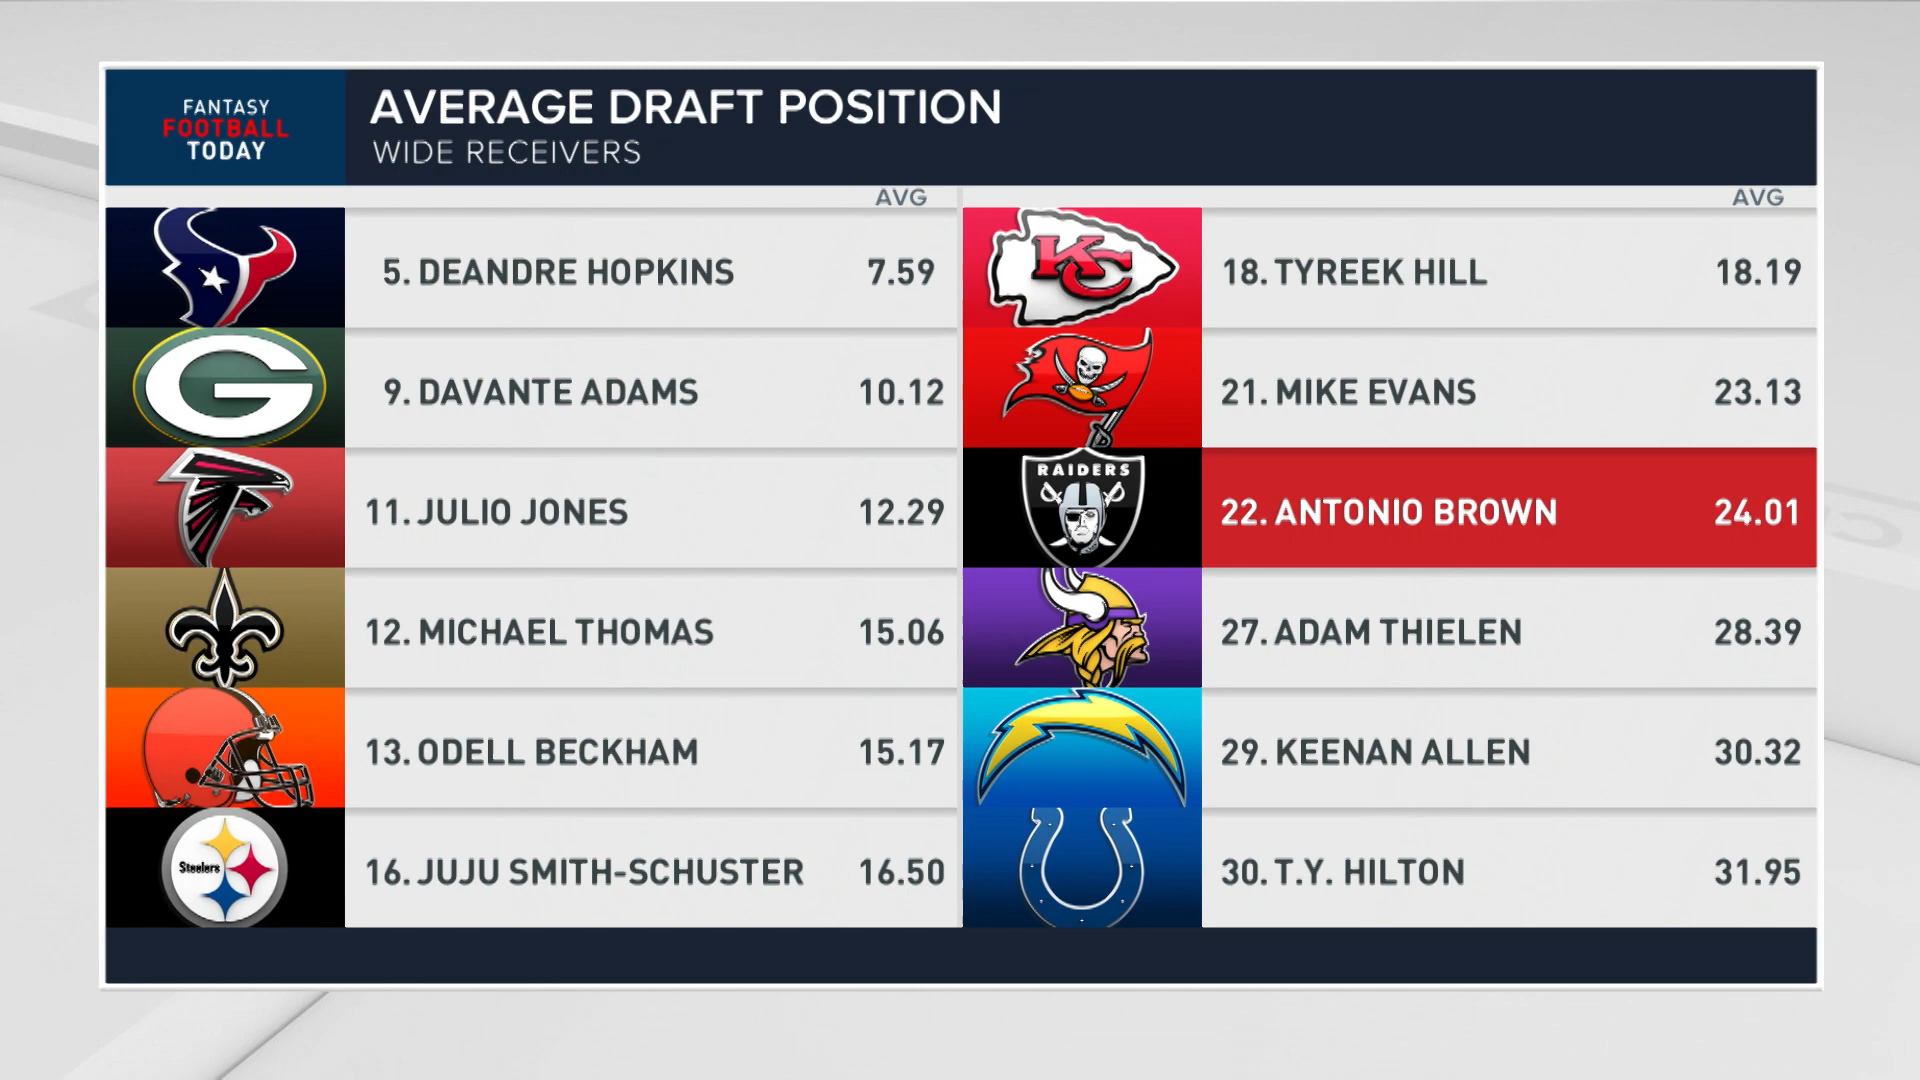 FANTASY
FOOTBALL
TODAY
AVERAGE DRAFT POSITION
WIDE RECEIVERS
AVG
5. DEANDRE HOPKINS 7.59
9. DAVANTE ADAMS 10.12
11. JULIO JONES 12.29
12. MICHAEL THOMAS 15.06
13. ODELL BECKHAM 15.17
Steelers
16. JUJU SMITH-SCHUSTER 16.50
AVG
KC
18. TYREEK HILL 18.19
21. MIKE EVANS 23.13
RAIDERS
22. ANTONIO BROWN 24.01
27. ADAM THIELEN 28.39
29. KEENAN ALLEN 30.32
30. T.Y. HILTON 31.95
G